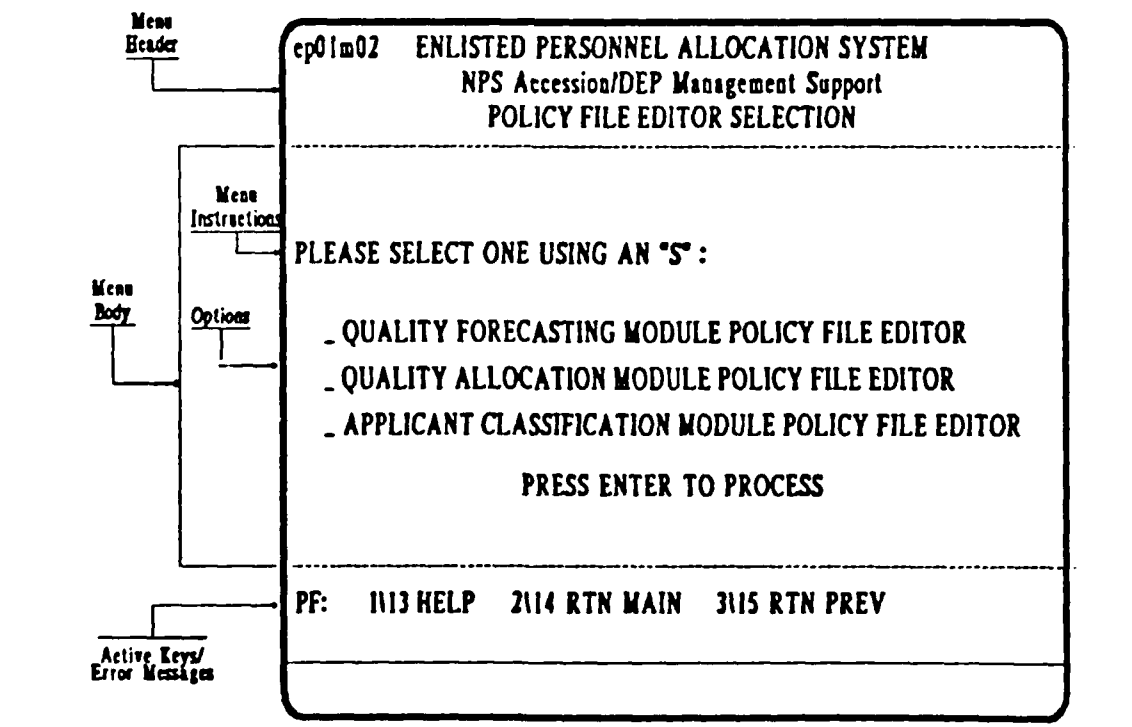 Menu
Header
ep01m02 ENLISTED PERSONNEL ALLOCATION SYSTEM
NPS Accession/DEP Management Support
POLICY FILE EDITOR SELECTION
Menu
Instructions
PLEASE SELECT ONE USING AN "S" :
Menu
Body
Options
_ QUALITY FORECASTING MODULE POLICY FILE EDITOR
_ QUALITY ALLOCATION MODULE POLICY FILE EDITOR
_ APPLICANT CLASSIFICATION MODULE POLICY FILE EDITOR
PRESS ENTER TO PROCESS
PF: 1\13 HELP 2\14 RTN MAIN 3\15 RTN PREV
Active Keys/
Error Messages